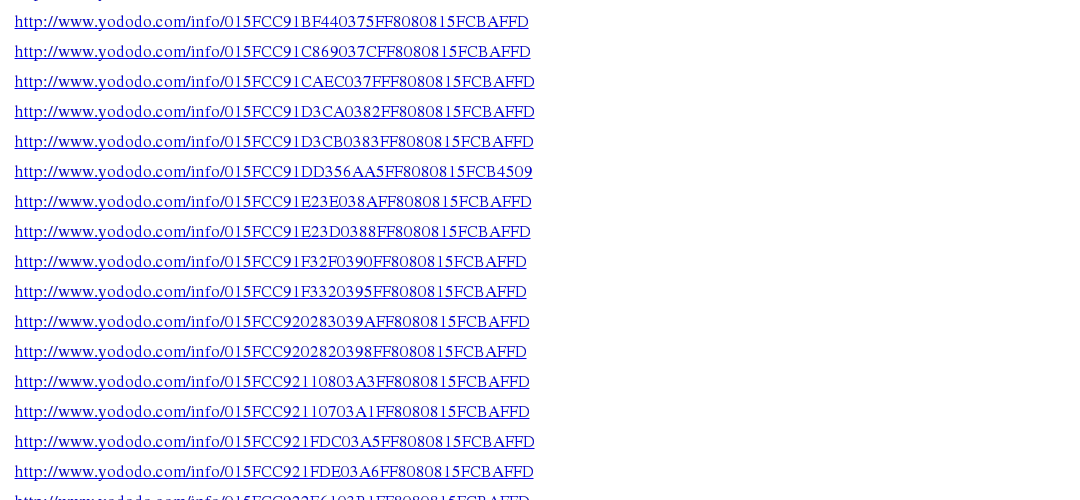 http://www.yododo.com/info/015FCC91BF440375FF8080815FCBAFFD
http://www.yododo.com/info/015FCC91C869037CFF8080815FCBAFFD
http://www.yododo.com/info/015FCC91CAEC037FFF8080815FCBAFFD
http://www.yododo.com/info/015FCC91D3CA0382FF8080815FCBAFFD
http://www.yododo.com/info/015FCC91D3CB0383FF8080815FCBAFFD
http://www.yododo.com/info/015FCC91DD356AA5FF8080815FCB4509
http://www.yododo.com/info/015FCC91E23E038AFF8080815FCBAFFD
http://www.yododo.com/info/015FCC91E23D0388FF8080815FCBAFFD
http://www.yododo.com/info/015FCC91F32F0390FF8080815FCBAFFD
http://www.yododo.com/info/015FCC91F3320395FF8080815FCBAFFD
http://www.yododo.com/info/015FCC920283039AFF8080815FCBAFFD
http://www.yododo.com/info/015FCC9202820398FF8080815FCBAFFD
http://www.yododo.com/info/015FCC92110803A3FF8080815FCBAFFD
http://www.yododo.com/info/015FCC92110703A1FF8080815FCBAFFD
http://www.yododo.com/info/015FCC921FDC03A5FF8080815FCBAFFD
http://www.yododo.com/info/015FCC921FDE03A6FF8080815FCBAFFD